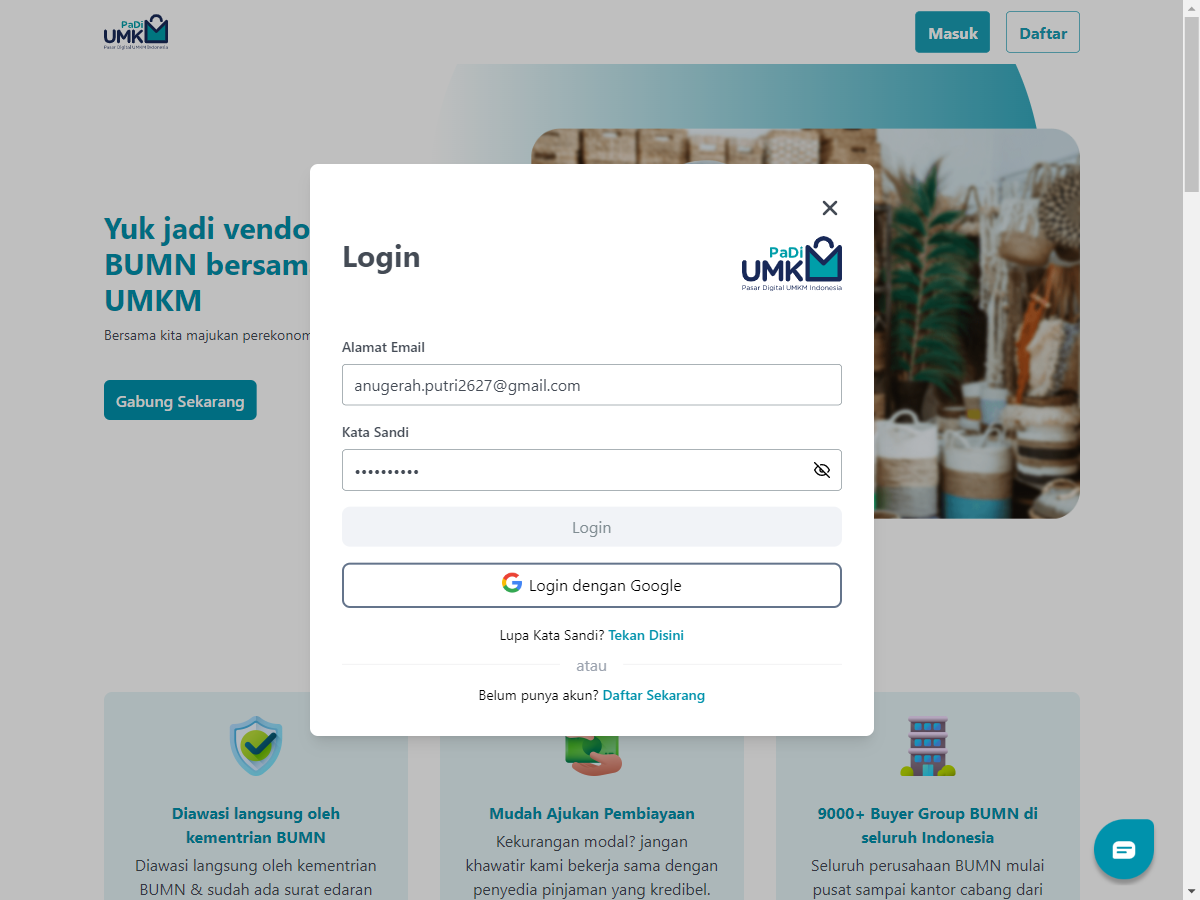 PaDi
UMKM
Pasar Digital UMKM Indonesia
Masuk
Daftar
Yuk jadi vendo
BUMN bersam
UMKM
Bersama kita majukan perekonom
Gabung Sekarang
Login
PaDi
UMKM
Pasar Digital UMKM Indonesia
Alamat Email
anugerah.putri2627@gmail.com
Kata Sandi
••••••••••
Login
Login dengan Google
Lupa Kata Sandi? Tekan Disini
atau
Belum punya akun? Daftar Sekarang
Diawasi langsung oleh
kementrian BUMN
Diawasi langsung oleh kementrian
BUMN & sudah ada surat edaran
Mudah Ajukan Pembiayaan
Kekurangan modal? jangan
khawatir kami bekerja sama dengan
penyedia pinjaman yang kredibel.
9000+ Buyer Group BUMN di
seluruh Indonesia
Seluruh perusahaan BUMN mulai
pusat sampai kantor cabang dari